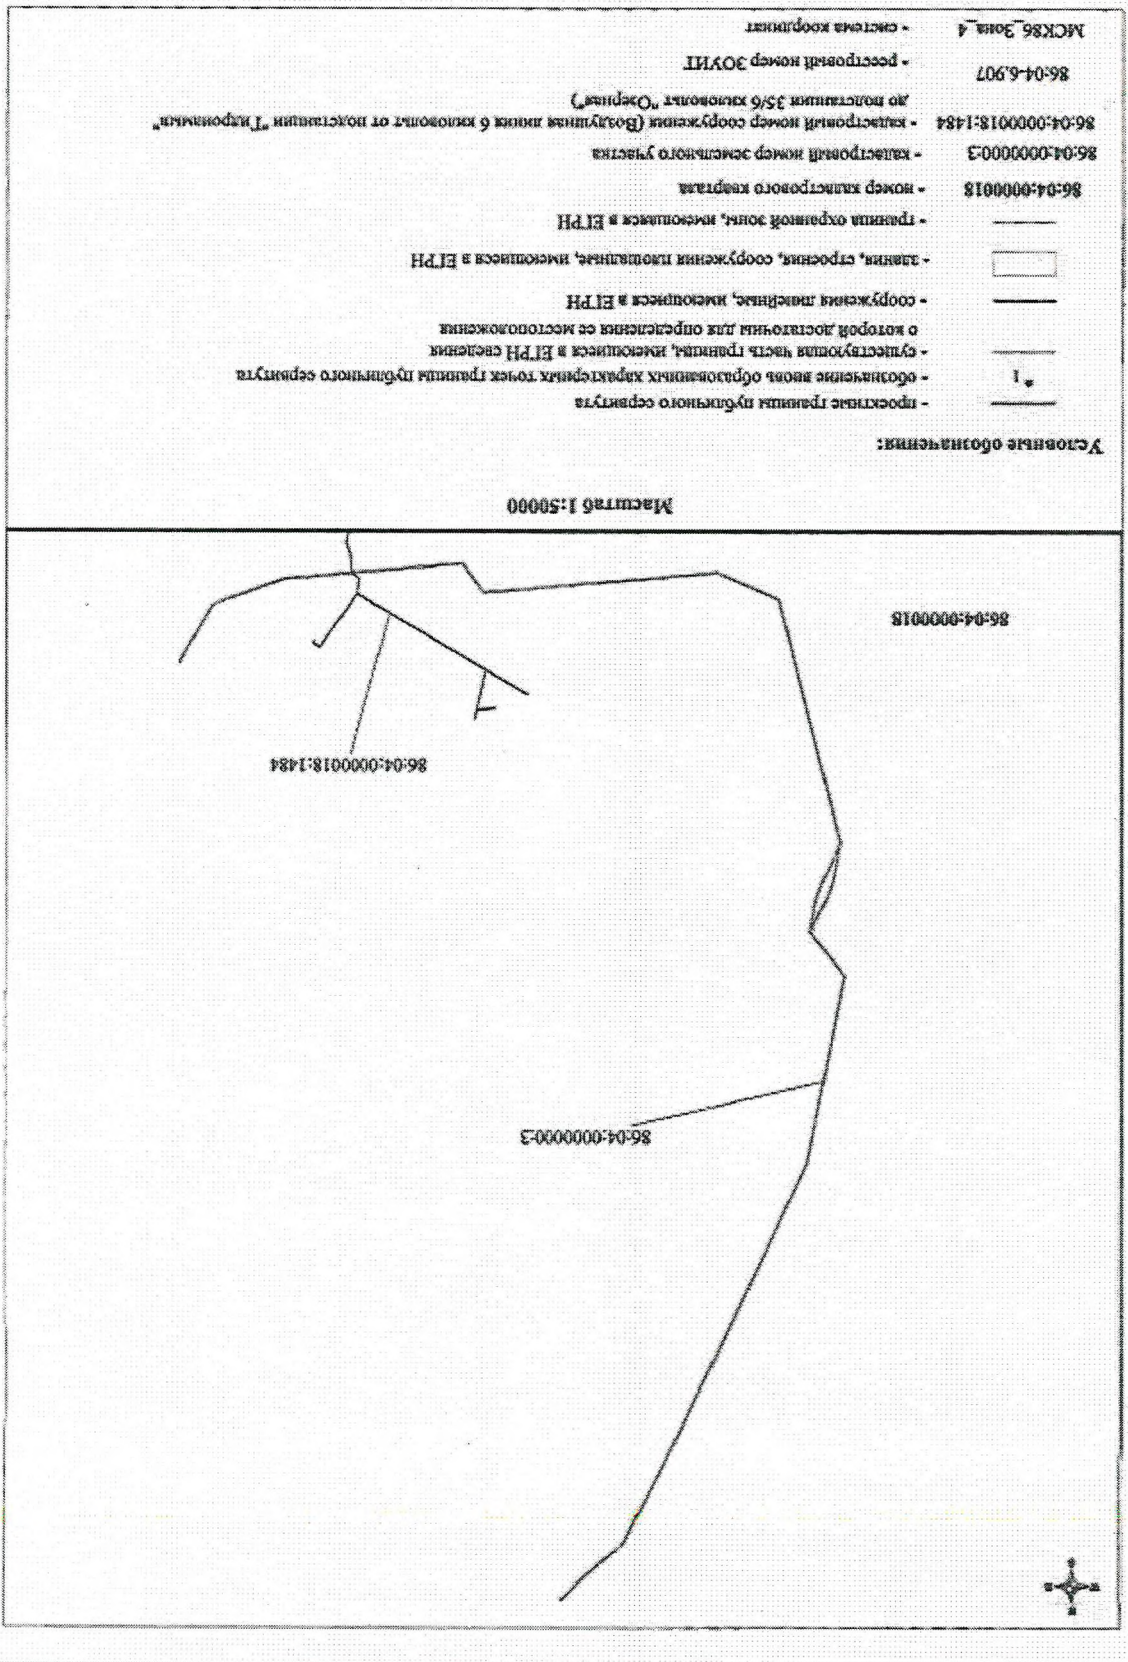 86:04:0000000:3
86:04:0000018:1484
86:04:0000018
Масштаб 1:50000
Условные обозначения:
- проектные границы публичного сервитута
1 - обозначение вновь образованных характерных точек границы публичного сервитута
- существующая часть границы, имеющиеся в ЕГРН сведения
о которой достаточны для определения ее местоположения
- сооружения линейные, имеющиеся в ЕГРН
- здания, строения, сооружения площадные, имеющиеся в ЕГРН
- граница охранной зоны, имеющаяся в ЕГРН
86:04:0000018 - номер кадастрового квартала
86:04:0000000:3 - кадастровый номер земельного участка
86:04:0000018:1484 - кадастровый номер сооружения (Воздушная линия 6 киловольт от подстанции "Гидронамыв"
до подстанции 35/6 киловольт "Озерная")
86:04-6.907 - реестровый номер ЗОУИТ
МСК86_Зона_4 - система координат